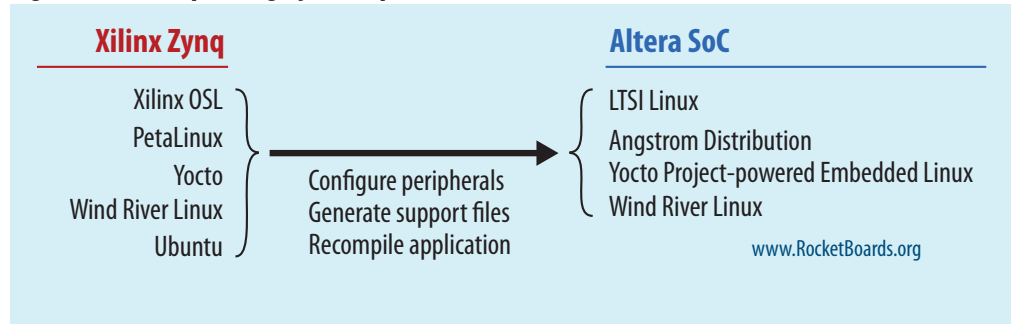 Xilinx Zynq
Xilinx OSL
PetaLinux
Yocto
Wind River Linux
Ubuntu
Configure peripherals
Generate support files
Recompile application
Altera SoC
LTSI Linux
Angstrom Distribution
Yocto Project-powered Embedded Linux
Wind River Linux
www.RocketBoards.org